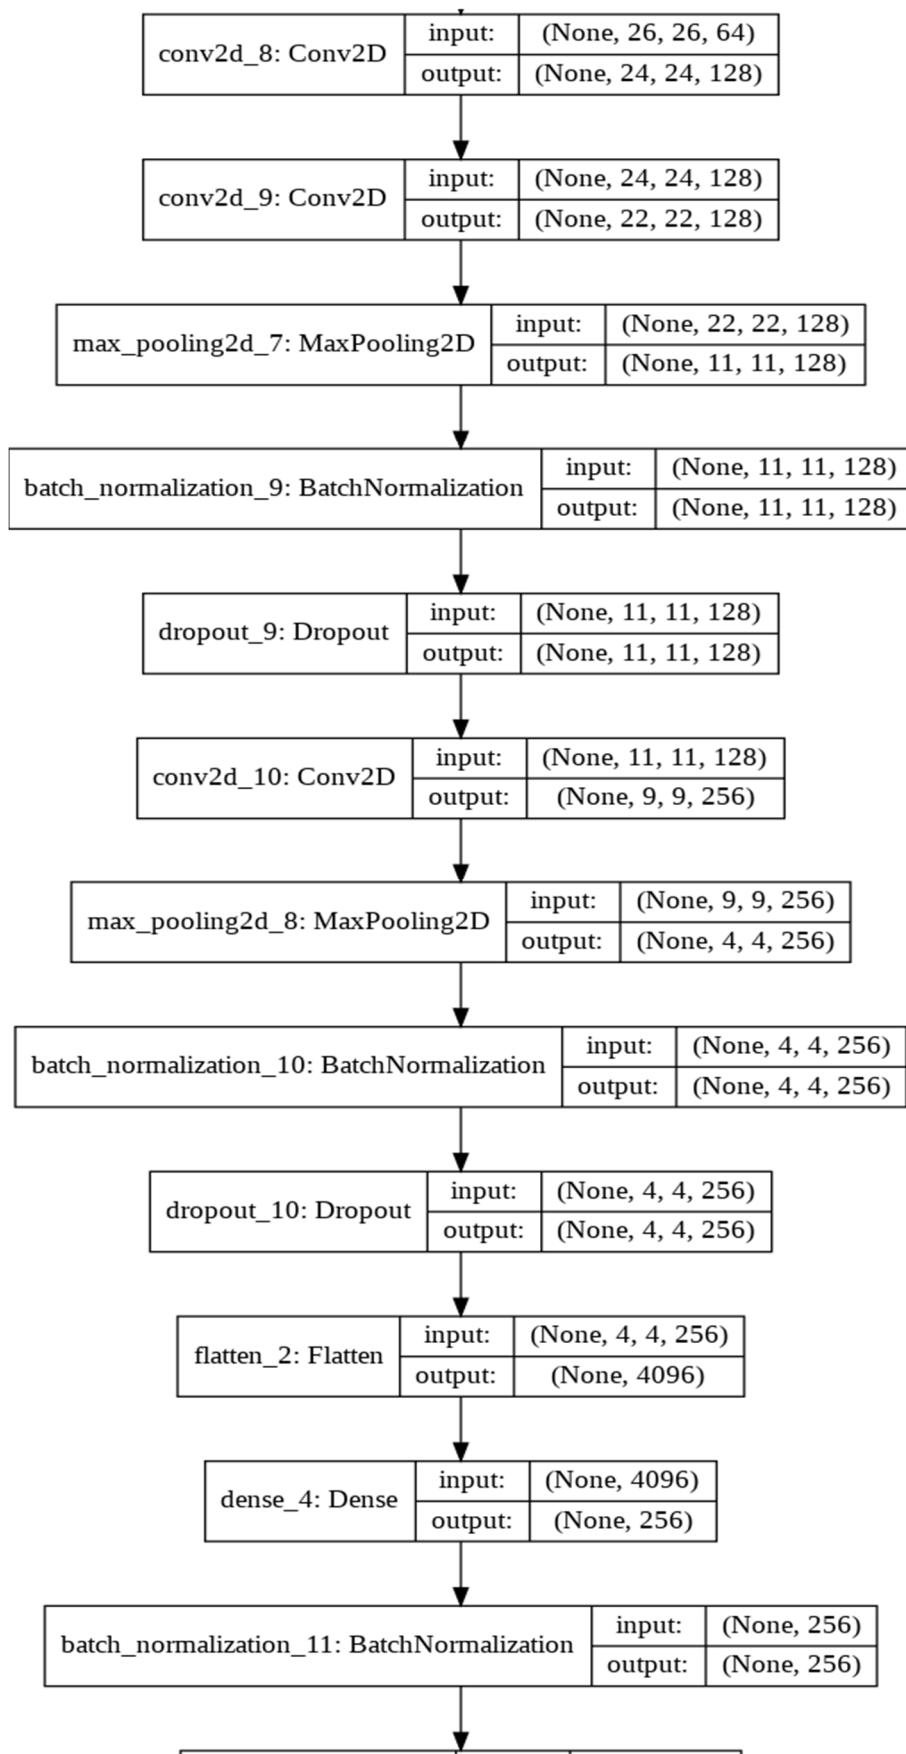 conv2d_8: Conv2D input: (None, 26, 26, 64)
output: (None, 24, 24, 128)
conv2d_9: Conv2D input: (None, 24, 24, 128)
output: (None, 22, 22, 128)
max_pooling2d_7: MaxPooling2D input: (None, 22, 22, 128)
output: (None, 11, 11, 128)
batch_normalization_9: BatchNormalization input: (None, 11, 11, 128)
output: (None, 11, 11, 128)
dropout_9: Dropout input: (None, 11, 11, 128)
output: (None, 11, 11, 128)
conv2d_10: Conv2D input: (None, 11, 11, 128)
output: (None, 9, 9, 256)
max_pooling2d_8: MaxPooling2D input: (None, 9, 9, 256)
output: (None, 4, 4, 256)
batch_normalization_10: BatchNormalization input: (None, 4, 4, 256)
output: (None, 4, 4, 256)
dropout_10: Dropout input: (None, 4, 4, 256)
output: (None, 4, 4, 256)
flatten_2: Flatten input: (None, 4, 4, 256)
output: (None, 4096)
dense_4: Dense input: (None, 4096)
output: (None, 256)
batch_normalization_11: BatchNormalization input: (None, 256)
output: (None, 256)